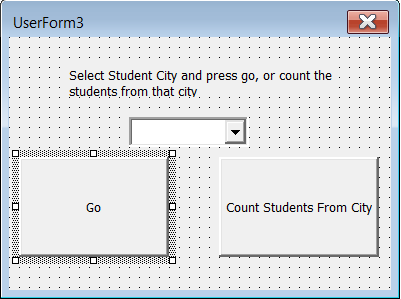 UserForm3
Select Student City and press go, or count the
students from that city
Go
Count Students From City